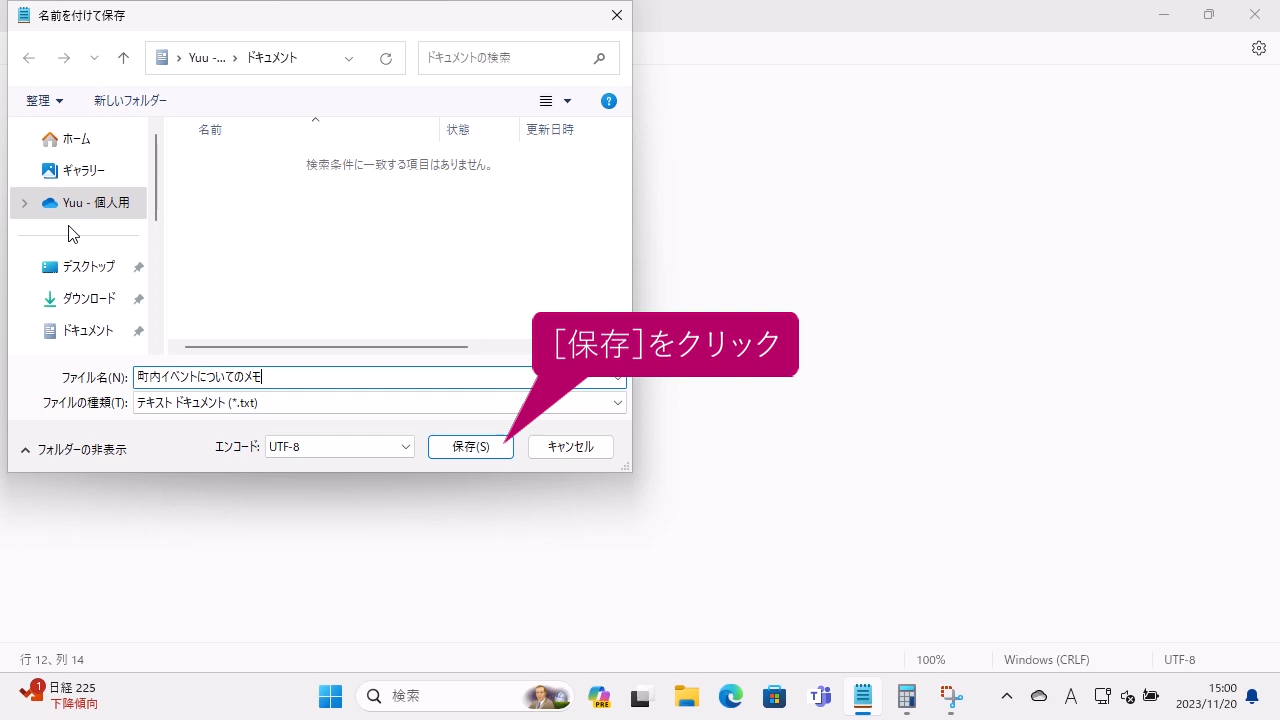 名前を付けて保存
Yuu -... ドキュメント
ドキュメントの検索
整理
新しいフォルダー
ホーム
ギャラリー
Yuu - 個人用
デスクトップ
ダウンロード
ドキュメント
名前
状態
更新日時
検索条件に一致する項目はありません。
[保存]をクリック
ファイル名(N): 町内イベントについてのメモ
ファイルの種類(T): テキスト ドキュメント (*.txt)
フォルダーの非表示
エンコード: UTF-8
保存(S)
キャンセル
行 12、列 14
100%
Windows (CRLF)
UTF-8
1
日経 225
下降傾向
検索
PRE
A
15:00
2023/11/20